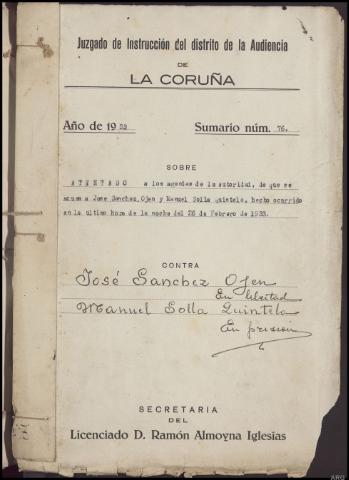 Juzgado de Instrucción del distrito de la Audiencia
DE
LA CORUÑA
Año de 1933 Sumario núm. 76.
SOBRE
ATENTADO a los agentes de la autoridad, de que se
acusa a Jose Sanchez Ojen y Manuel Solla Quintela, hecho ocurrido
en la ultima hora de la noche del 26 de Febrero de 1933.
CONTRA
José Sanchez Ojen
En libertad
Manuel Solla Quintela
En prision
SECRETARIA
DEL
Licenciado D. Ramón Almoyna Iglesias
ARG